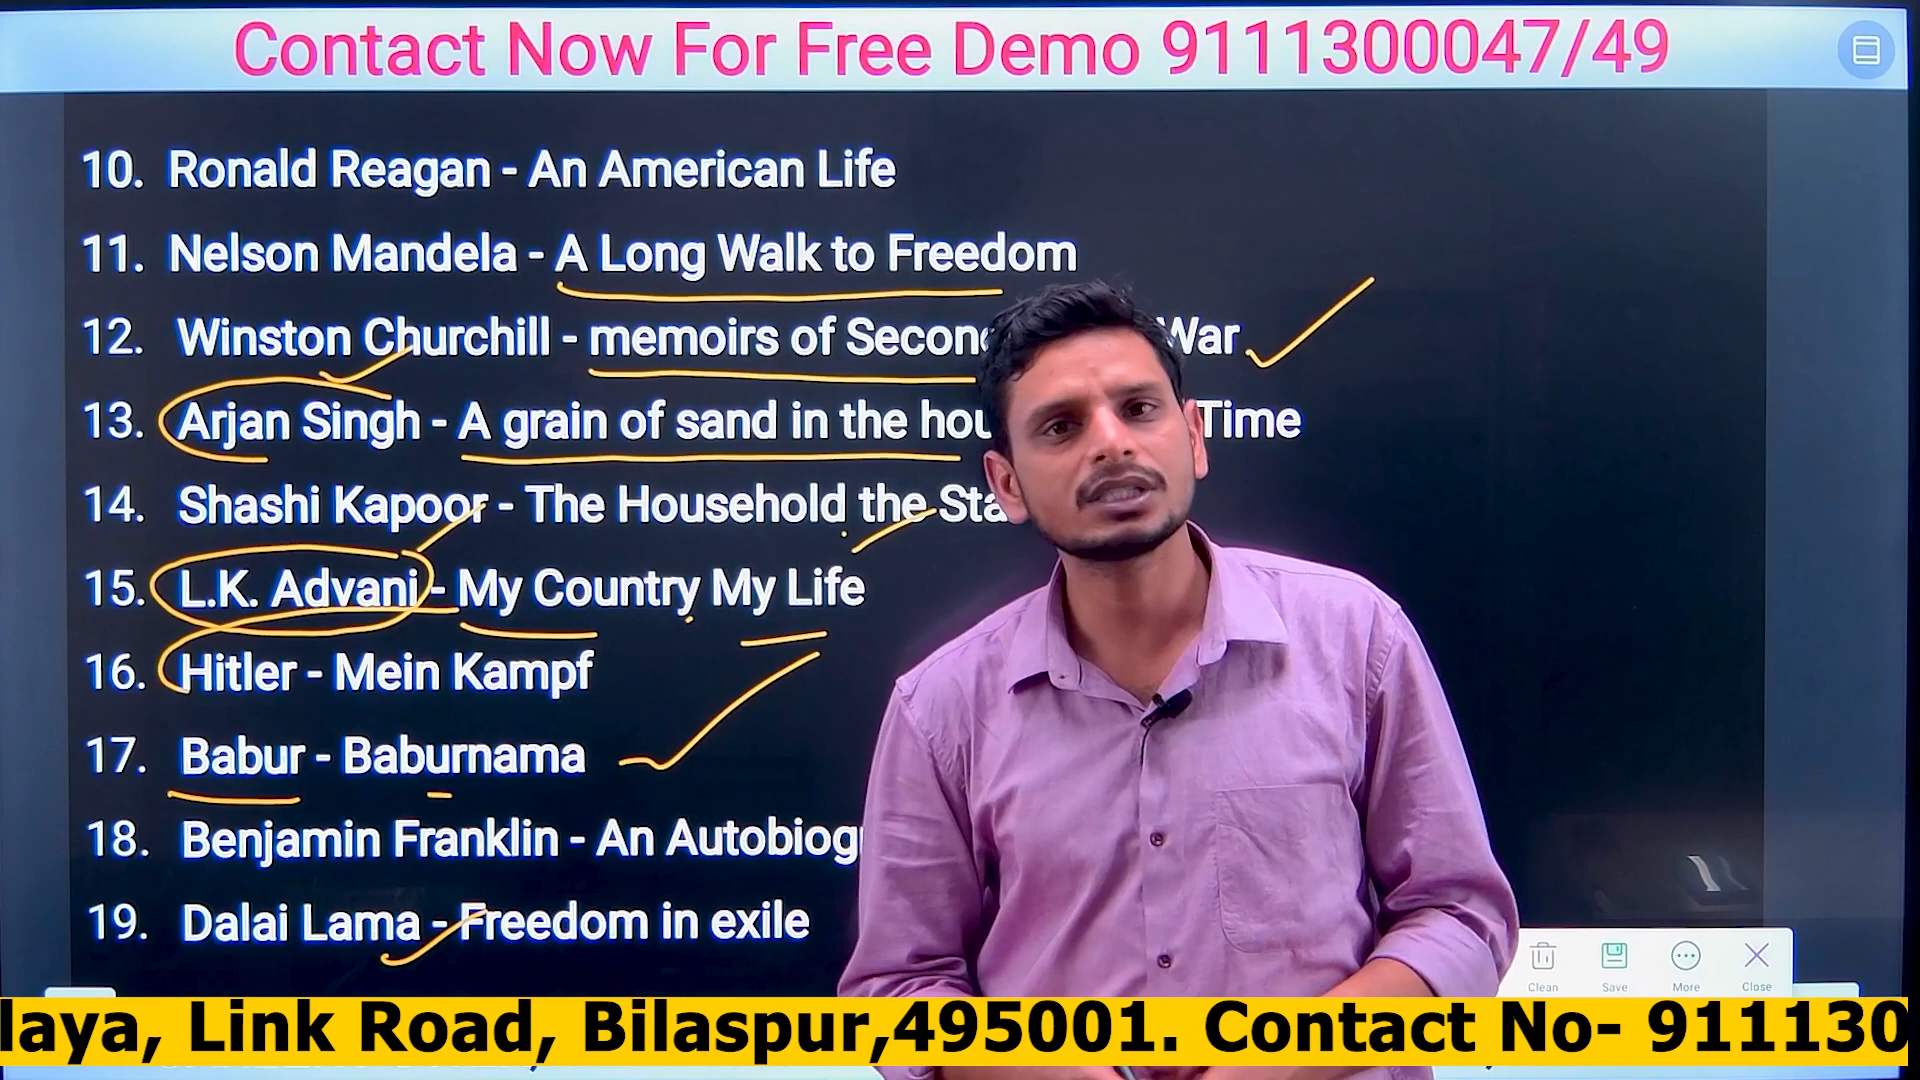 Contact Now For Free Demo 9111300047/49
10. Ronald Reagan - An American Life
11. Nelson Mandela - A Long Walk to Freedom
12. Winston Churchill - memoirs of Secon War
13. Arjan Singh - A grain of sand in the hou Time
14. Shashi Kapoor - The Household the Sta
15. L.K. Advani - My Country My Life
16. Hitler - Mein Kampf
17. Babur - Baburnama
18. Benjamin Franklin - An Autobiog
19. Dalai Lama - Freedom in exile
Clean Save More Close
laya, Link Road, Bilaspur,495001. Contact No- 911130